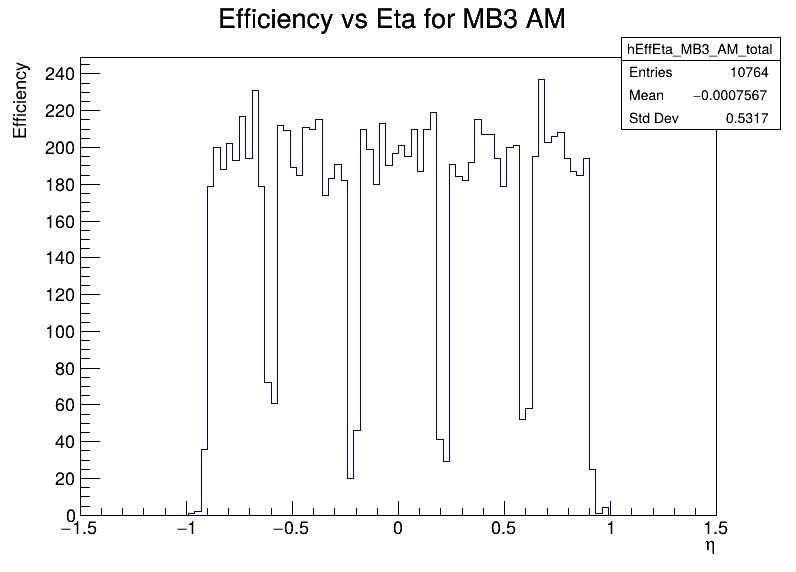 Efficiency vs Eta for MB3 AM
hEffEta_MB3_AM_total
Entries 10764
Mean −0.0007567
Std Dev 0.5317
Efficiency
240
220
200
180
160
140
120
100
80
60
40
20
0
−1.5 −1 −0.5 0 0.5 1 1.5
η